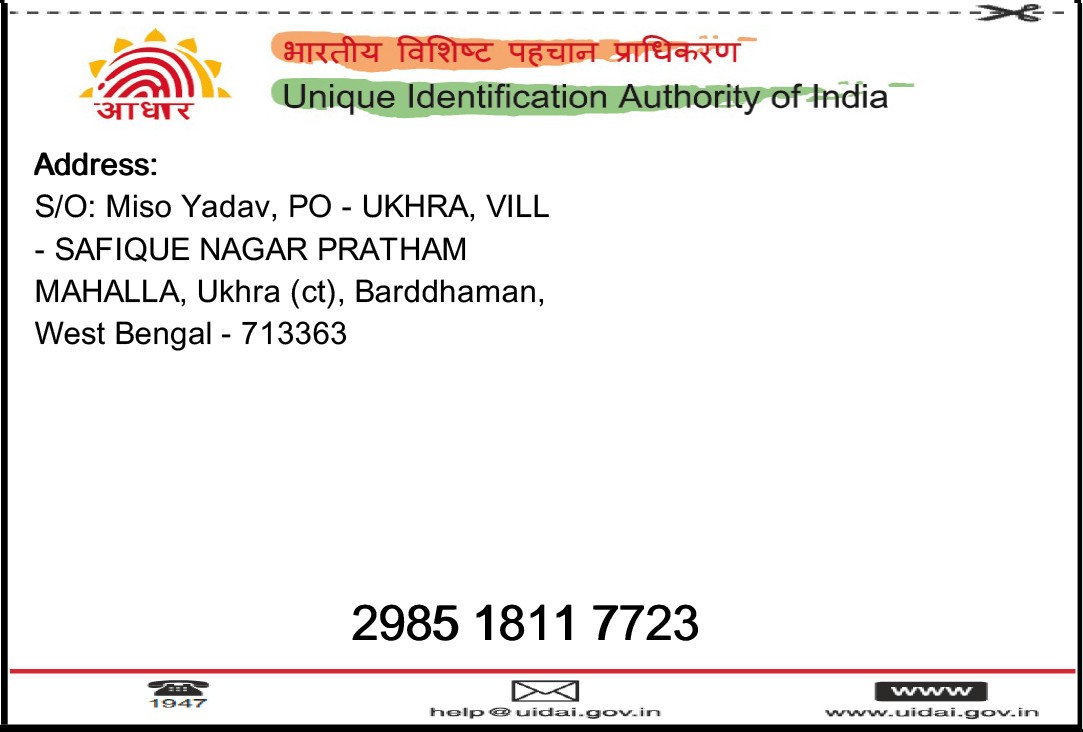 आधार
भारतीय विशिष्ट पहचान प्राधिकरण
Unique Identification Authority of India
Address:
S/O: Miso Yadav, PO - UKHRA, VILL
- SAFIQUE NAGAR PRATHAM
MAHALLA, Ukhra (ct), Barddhaman,
West Bengal - 713363
2985 1811 7723
1947
help@uidai.gov.in
www
www.uidai.gov.in